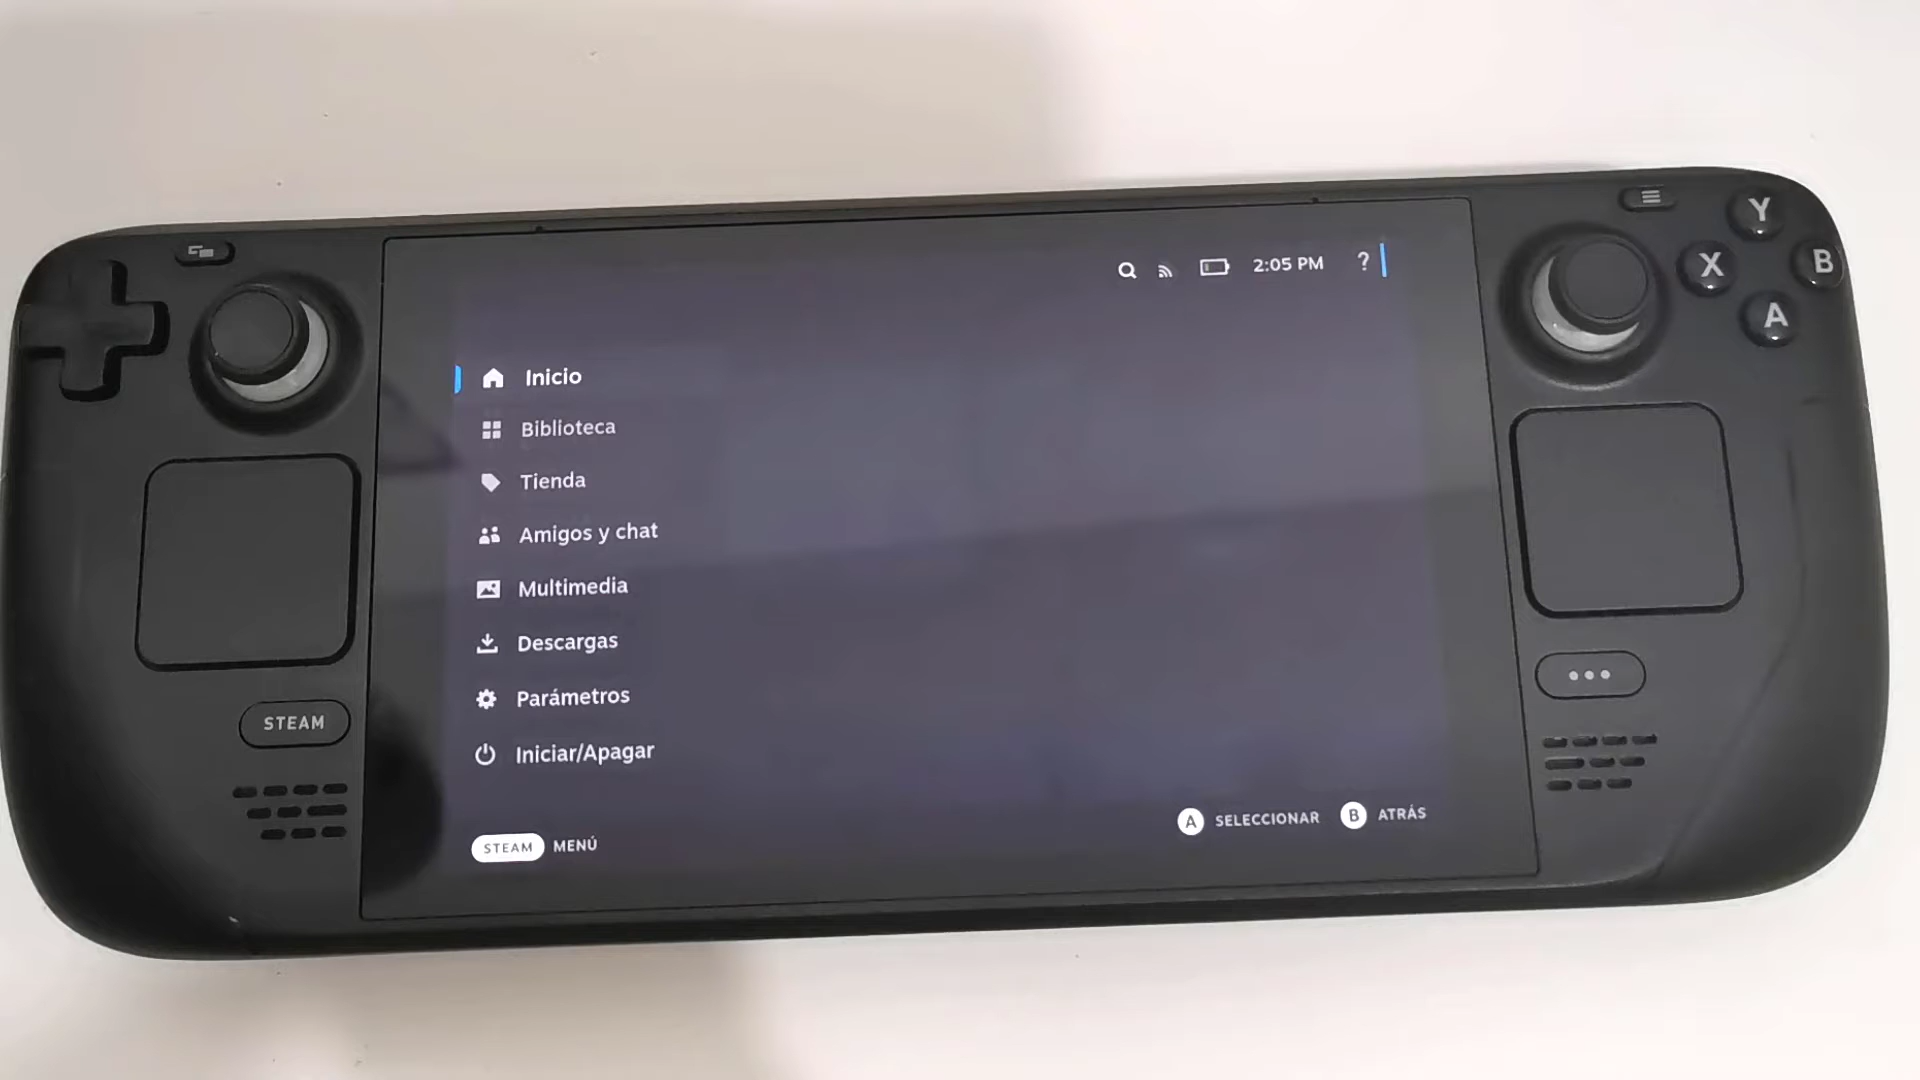 2:05 PM ?
Y
X
B
A
Inicio
Biblioteca
Tienda
Amigos y chat
Multimedia
Descargas
Parámetros
Iniciar/Apagar
STEAM
STEAM MENÚ
A SELECCIONAR B ATRÁS